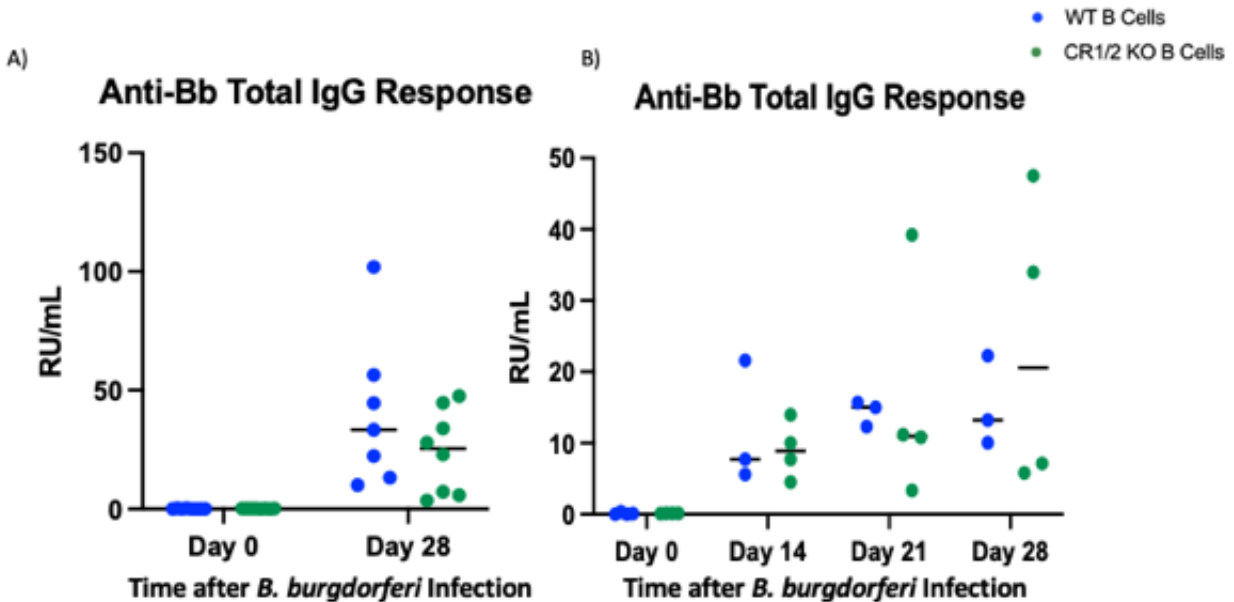 WT B Cells
CR1/2 KO B Cells
A)
Anti-Bb Total IgG Response
150
100
50
0
RU/mL
Day 0 Day 28
Time after B. burgdorferi Infection
B)
Anti-Bb Total IgG Response
50
40
30
20
10
0
RU/mL
Day 0 Day 14 Day 21 Day 28
Time after B. burgdorferi Infection